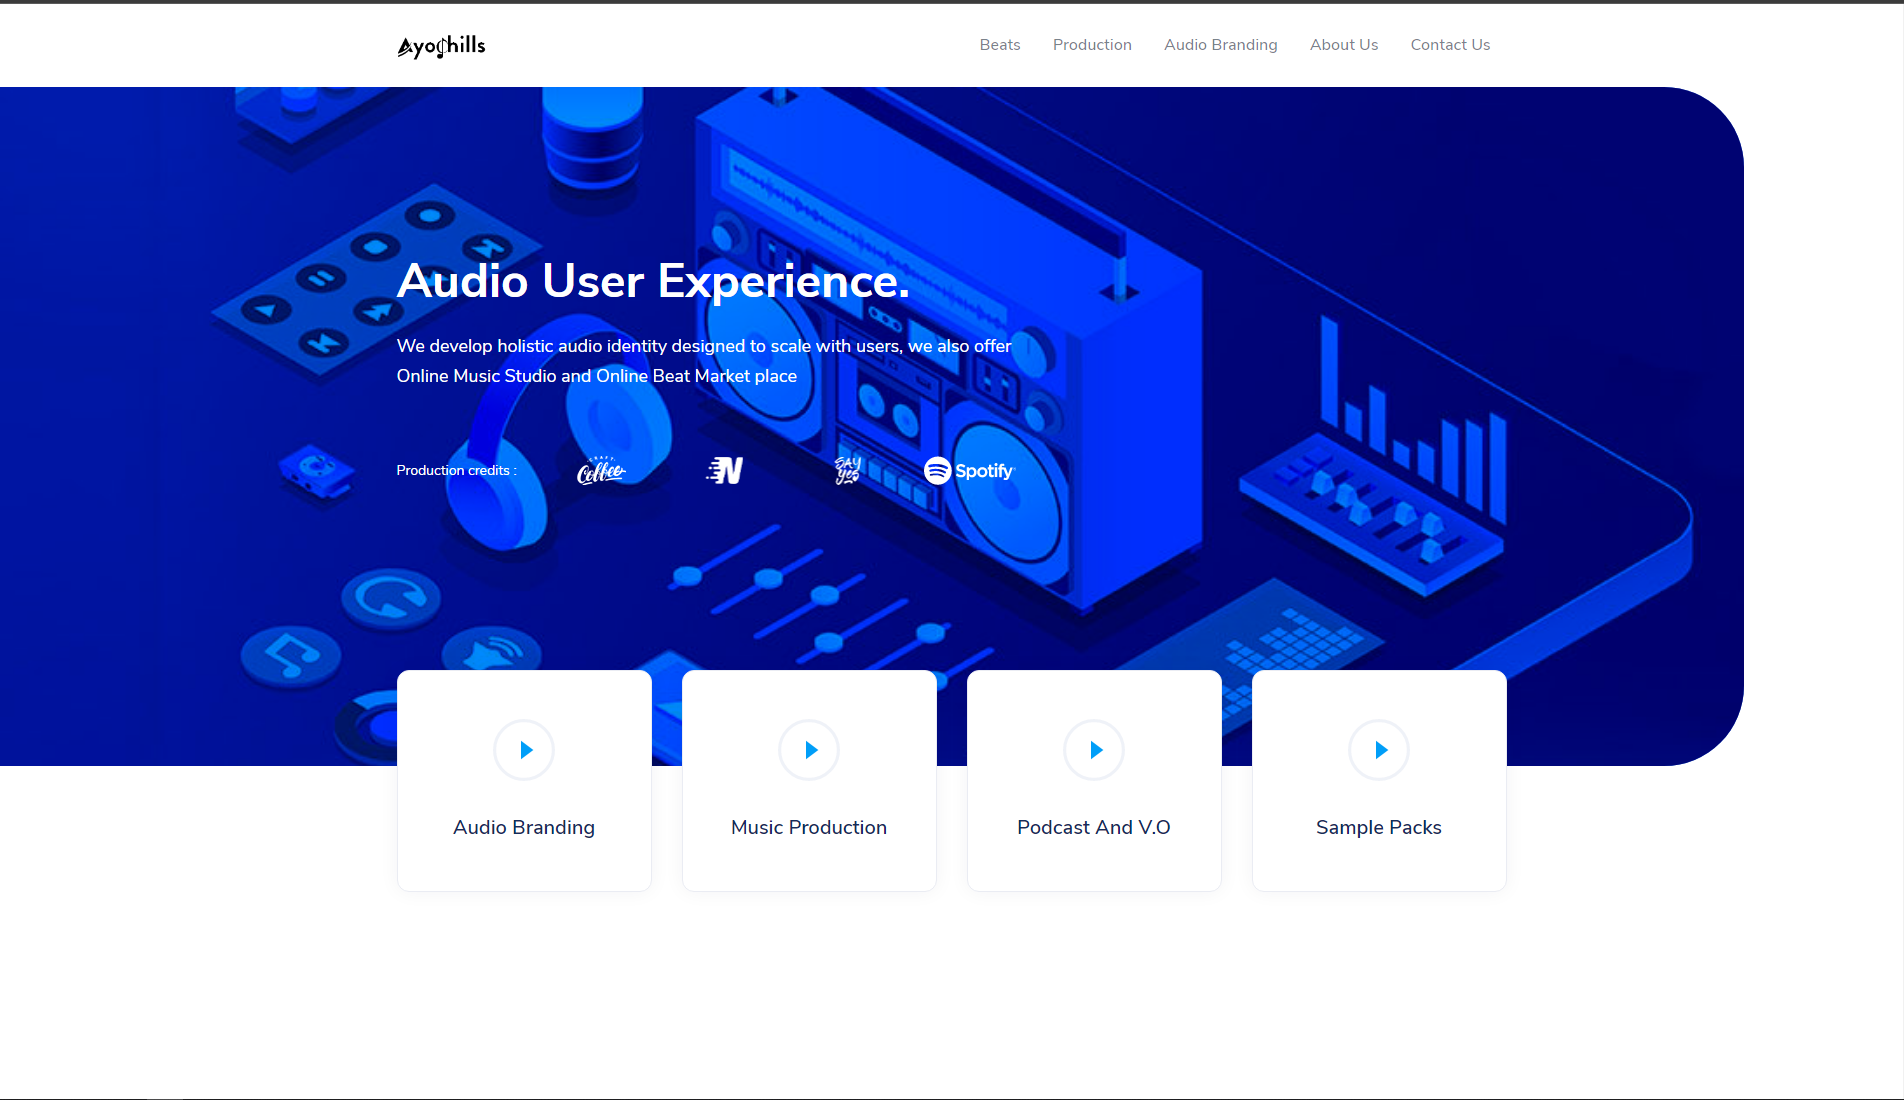 Ayochills
Beats Production Audio Branding About Us Contact Us
Audio User Experience.
We develop holistic audio identity designed to scale with users, we also offer
Online Music Studio and Online Beat Market place
Production credits :
CRAFT
Coffee
N
SAY
yes
Spotify
Audio Branding
Music Production
Podcast And V.O
Sample Packs